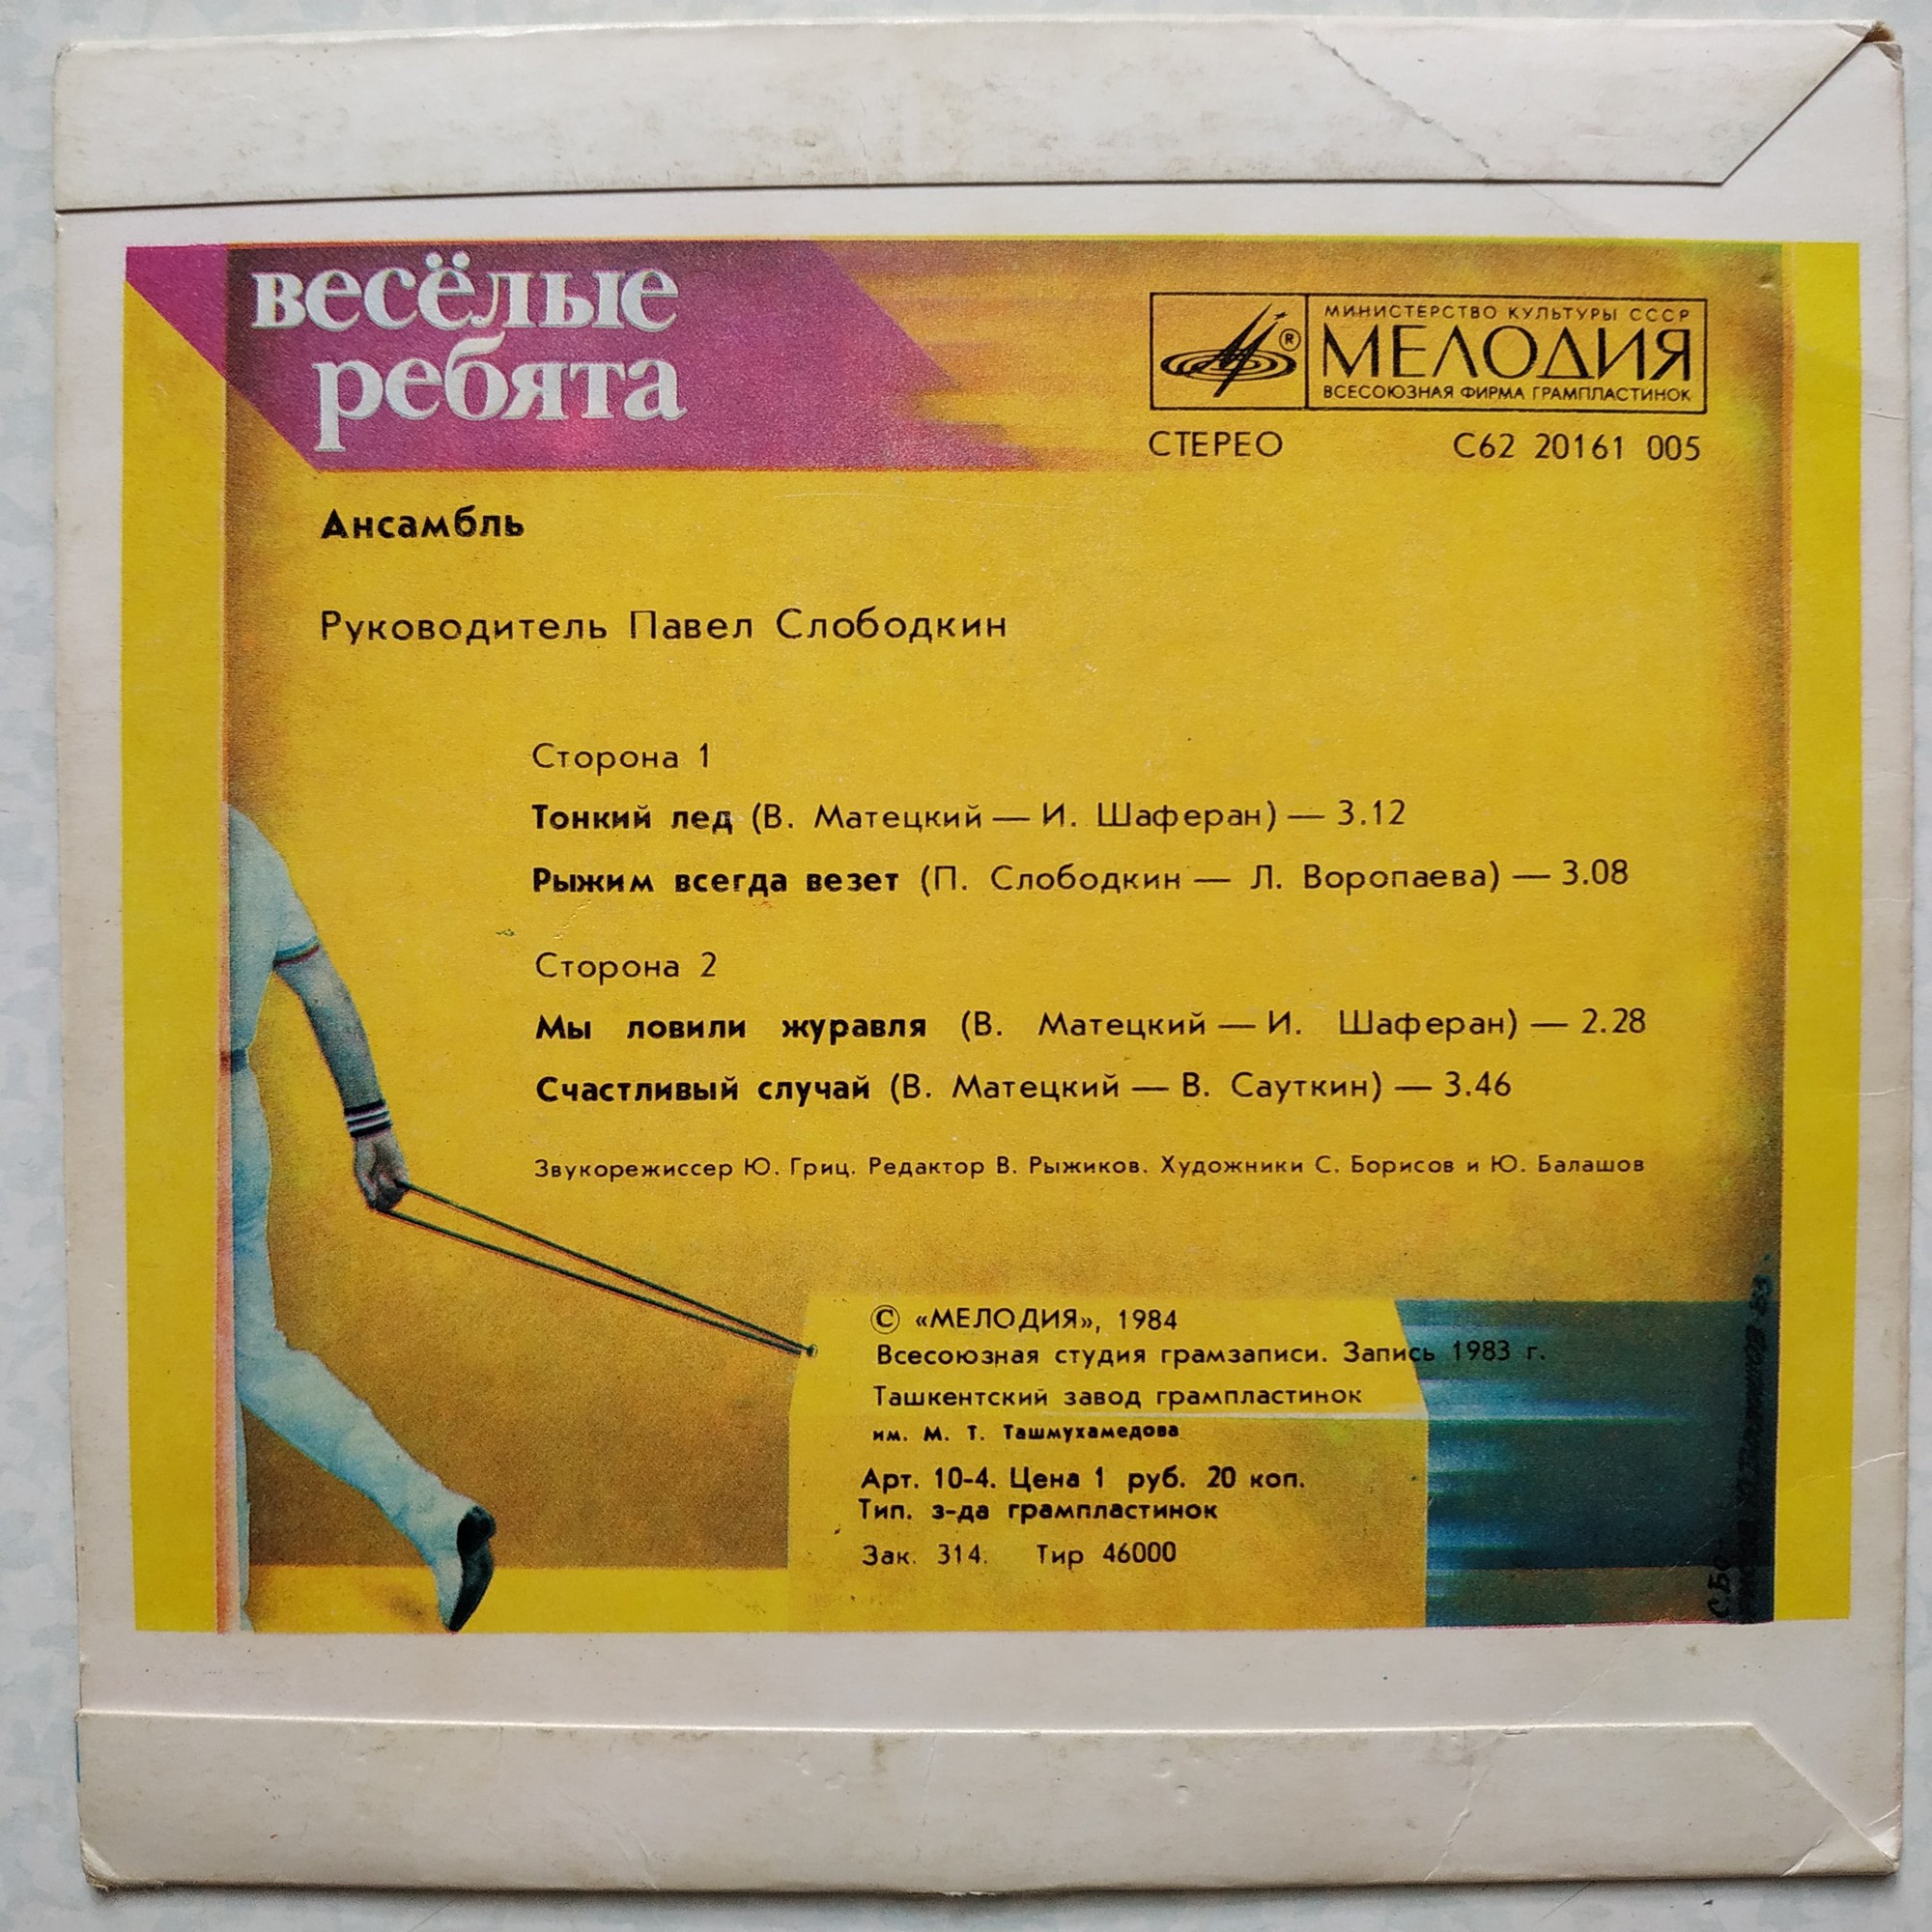 весёлые
ребята
МИНИСТЕРСТВО КУЛЬТУРЫ СССР
МЕЛОДИЯ
ВСЕСОЮЗНАЯ ФИРМА ГРАМПЛАСТИНОК
®
СТЕРЕО С62 20161 005
Ансамбль
Руководитель Павел Слободкин
Сторона 1
Тонкий лед (В. Матецкий — И. Шаферан) — 3.12
Рыжим всегда везет (П. Слободкин — Л. Воропаева) — 3.08
Сторона 2
Мы ловили журавля (В. Матецкий — И. Шаферан) — 2.28
Счастливый случай (В. Матецкий — В. Сауткин) — 3.46
Звукорежиссер Ю. Гриц. Редактор В. Рыжиков. Художники С. Борисов и Ю. Балашов
© «МЕЛОДИЯ», 1984
Всесоюзная студия грамзаписи. Запись 1983 г.
Ташкентский завод грампластинок
им. М. Т. Ташмухамедова
Арт. 10-4. Цена 1 руб. 20 коп.
Тип. з-да грампластинок
Зак. 314. Тир 46000